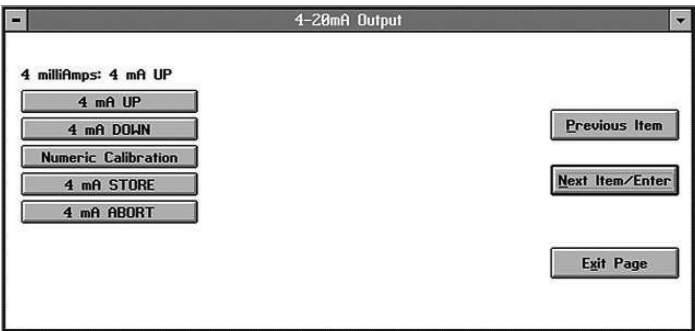 4-20mA Output
4 milliAmps: 4 mA UP
4 mA UP
4 mA DOWN
Numeric Calibration
4 mA STORE
4 mA ABORT
Previous Item
Next Item/Enter
Exit Page